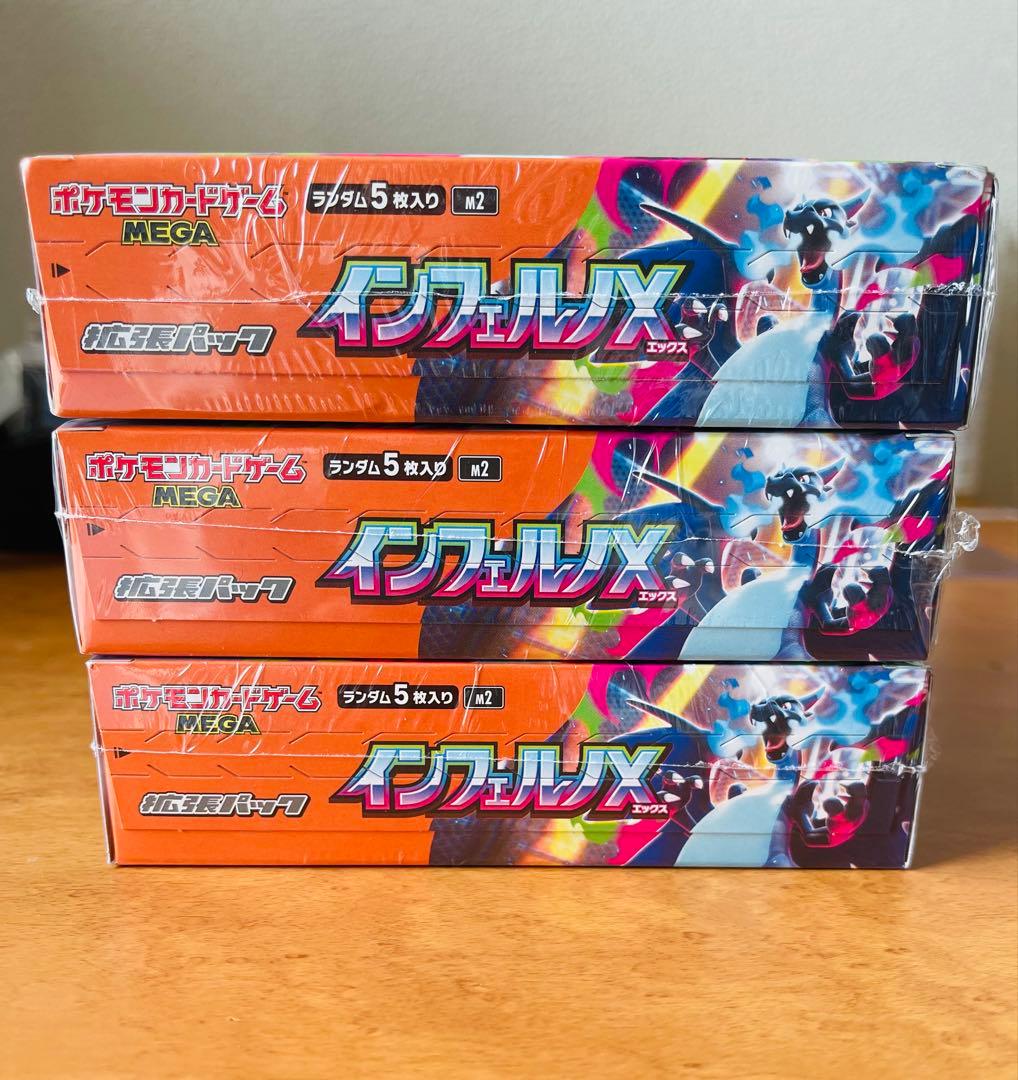 ポケモンカードゲーム
MEGA
ランダム5枚入り M2
インフェルノX
エックス
拡張パック
ポケモンカードゲーム
MEGA
ランダム5枚入り M2
インフェルノX
エックス
拡張パック
ポケモンカードゲーム
MEGA
ランダム5枚入り M2
インフェルノX
エックス
拡張パック